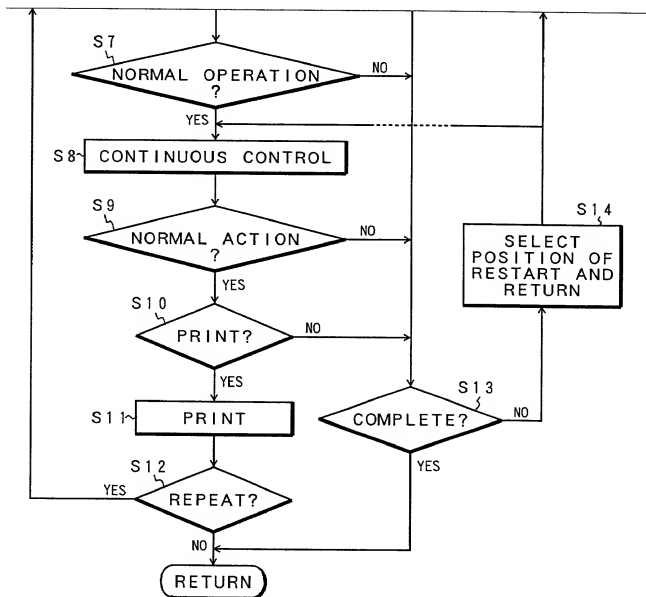 S7
NORMAL OPERATION
?
NO
YES
S8
CONTINUOUS CONTROL
S9
NORMAL ACTION
?
NO
YES
S14
SELECT
POSITION OF
RESTART AND
RETURN
S10
PRINT?
NO
YES
S11
PRINT
S13
COMPLETE?
NO
YES
S12
YES
REPEAT?
NO
RETURN